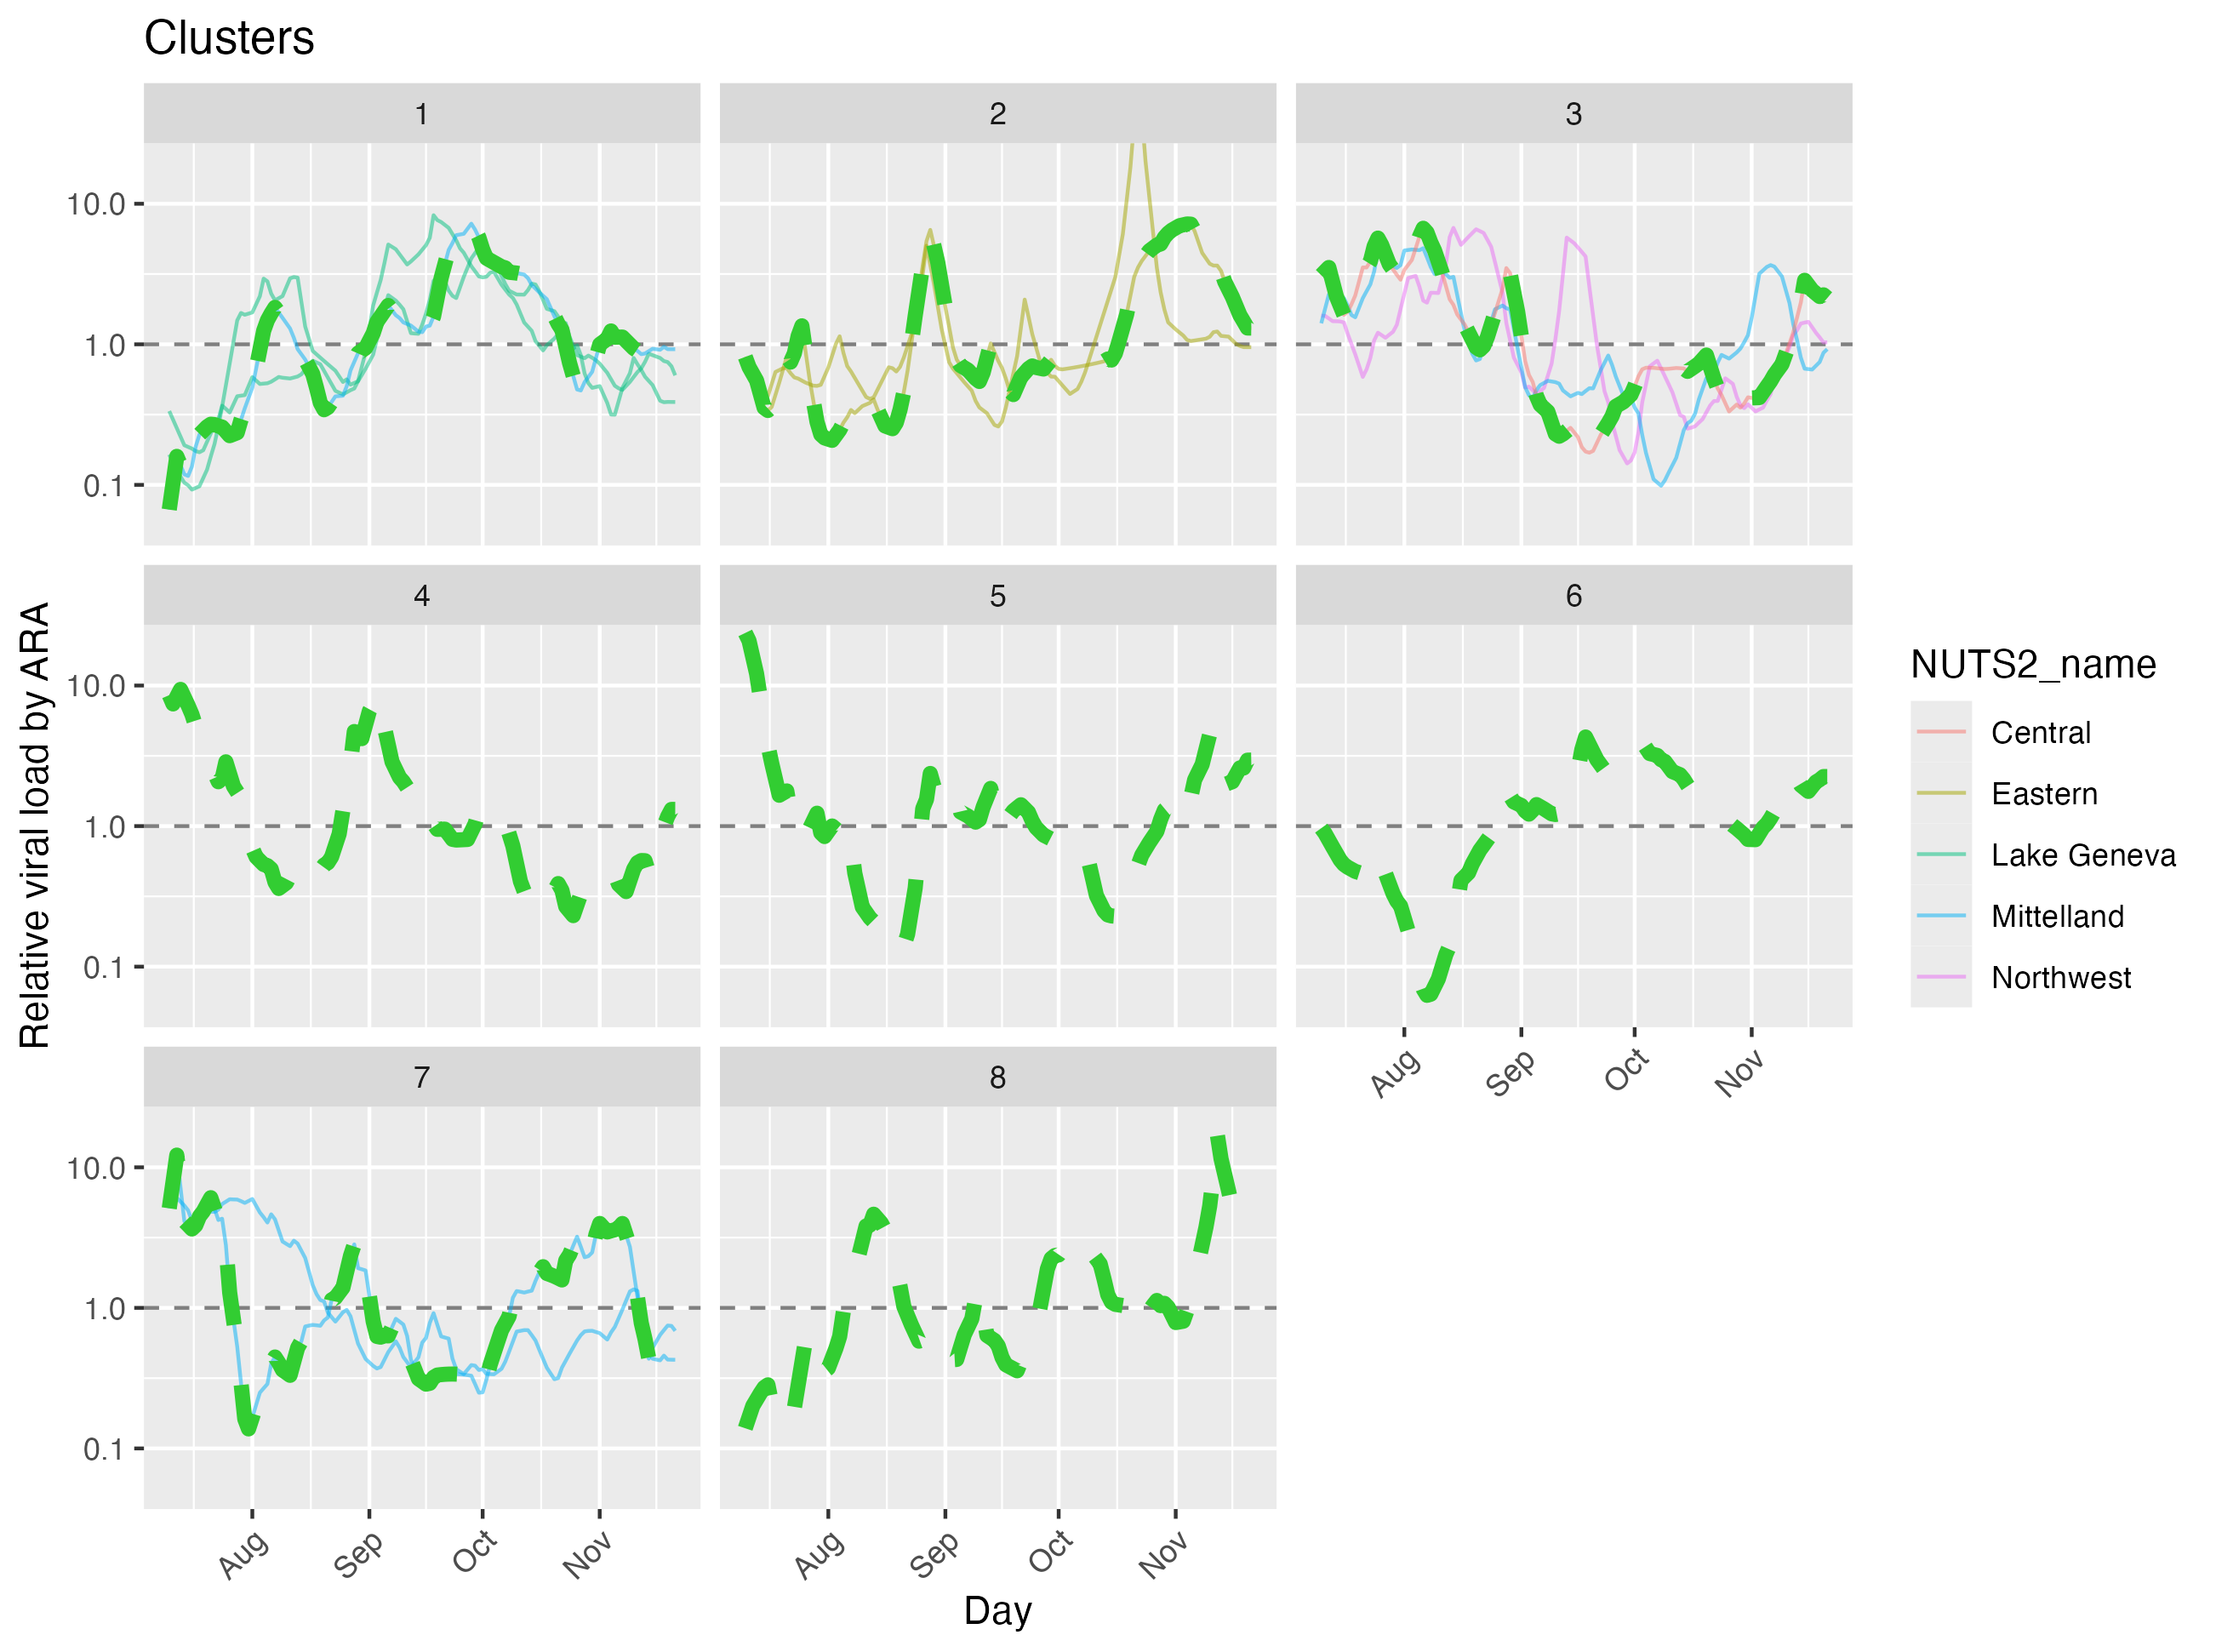 Clusters
1
2
3
10.0
1.0
0.1
4
5
6
10.0
1.0
0.1
Aug
Sep
Oct
Nov
7
8
10.0
1.0
0.1
Aug
Sep
Oct
Nov
Aug
Sep
Oct
Nov
Day
Relative viral load by ARA
NUTS2_name
Central
Eastern
Lake Geneva
Mittelland
Northwest